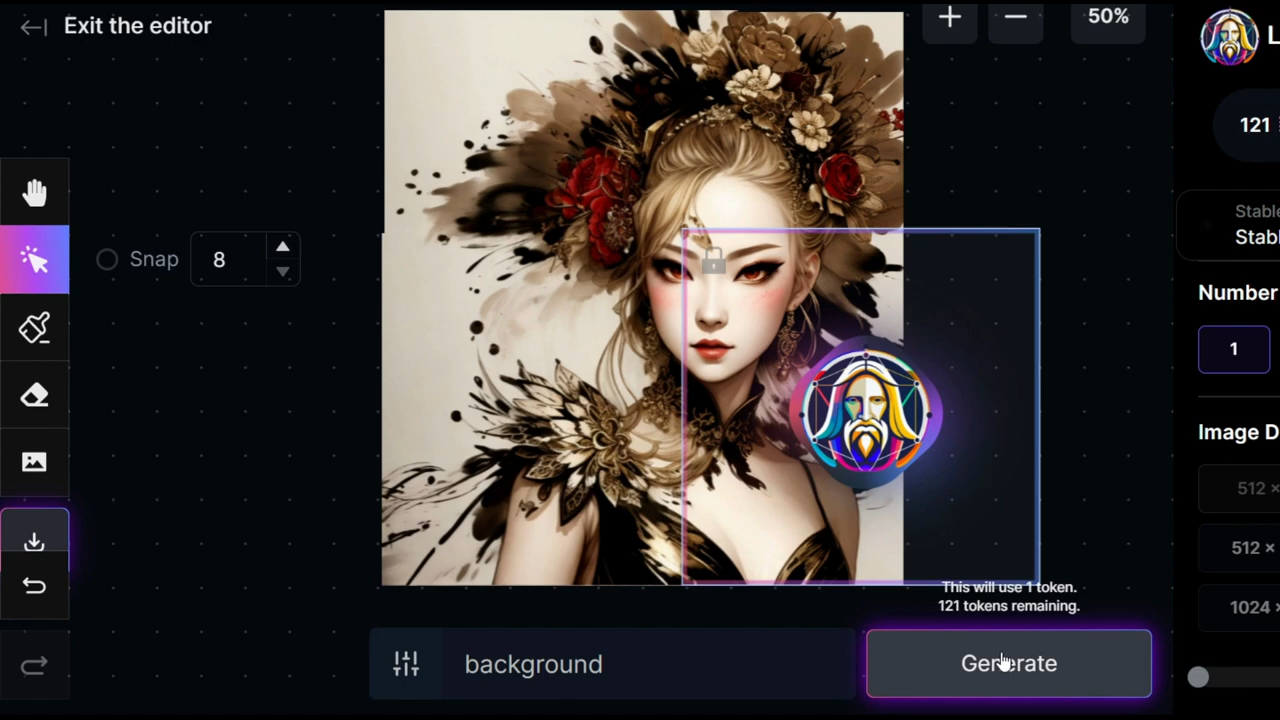 Exit the editor
50%
L
121
Snap
8
Stable
Stabl
Number
1
Image D
512 ×
512 ×
1024 ×
This will use 1 token.
121 tokens remaining.
background
Generate